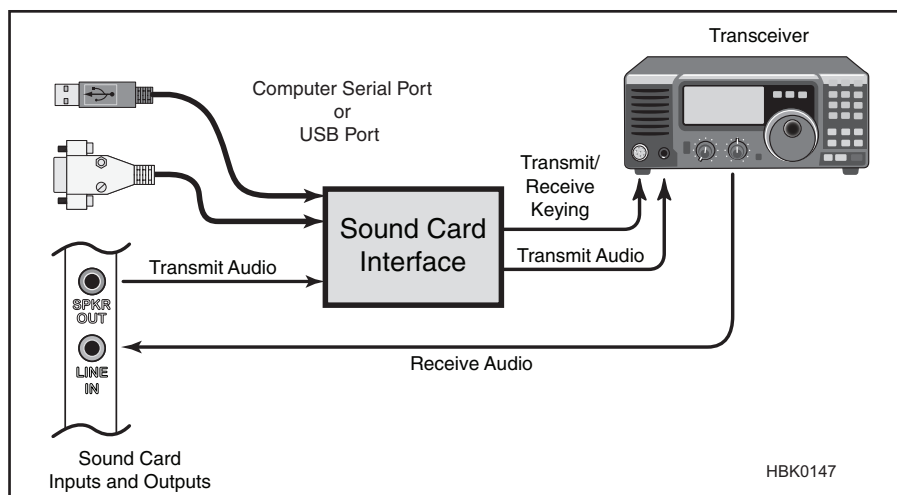 Transceiver
Computer Serial Port
or
USB Port
Transmit/
Receive
Keying
Sound Card
Interface
Transmit Audio
Transmit Audio
SPKR
OUT
LINE
IN
Receive Audio
Sound Card
Inputs and Outputs
HBK0147